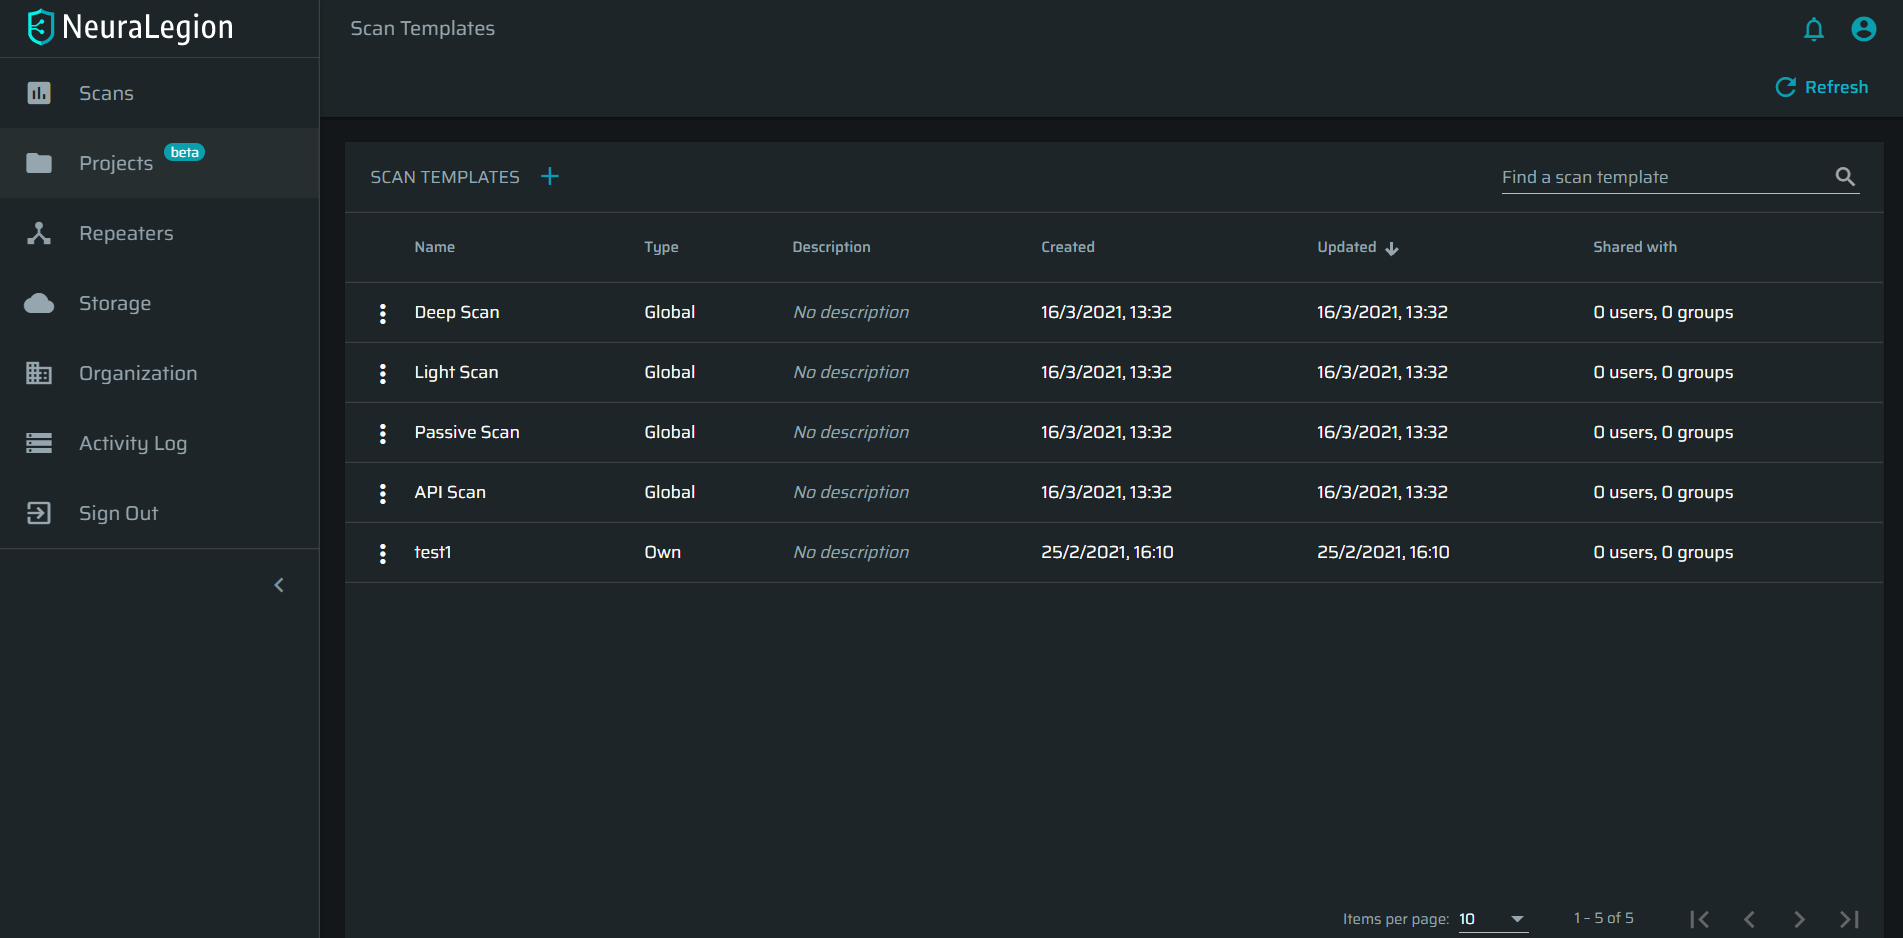 NeuraLegion
Scan Templates
Refresh
Scans
Projects beta
Repeaters
Storage
Organization
Activity Log
Sign Out
SCAN TEMPLATES
Find a scan template
Name Type Description Created Updated Shared with
Deep Scan Global No description 16/3/2021, 13:32 16/3/2021, 13:32 0 users, 0 groups
Light Scan Global No description 16/3/2021, 13:32 16/3/2021, 13:32 0 users, 0 groups
Passive Scan Global No description 16/3/2021, 13:32 16/3/2021, 13:32 0 users, 0 groups
API Scan Global No description 16/3/2021, 13:32 16/3/2021, 13:32 0 users, 0 groups
test1 Own No description 25/2/2021, 16:10 25/2/2021, 16:10 0 users, 0 groups
Items per page: 10 1 – 5 of 5